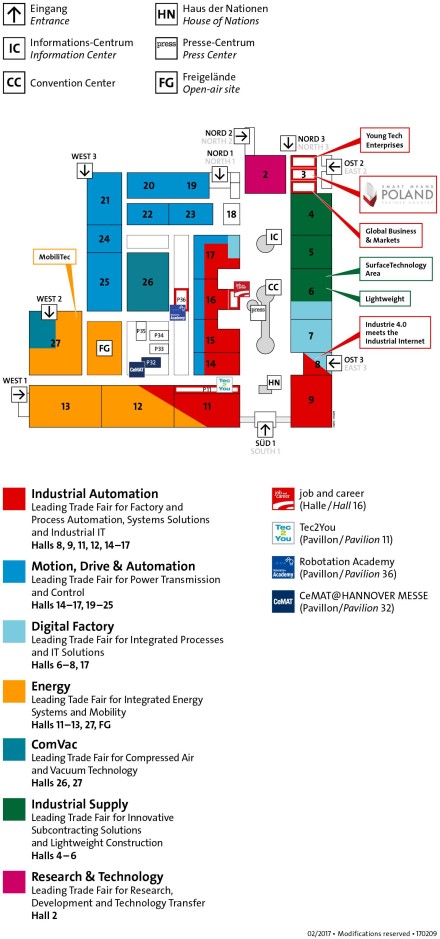 Eingang
Entrance
HN
Haus der Nationen
House of Nations
IC
Informations-Centrum
Information Center
press
Presse-Centrum
Press Center
CC
Convention Center
FG
Freigelände
Open-air site
NORD 2
NORTH 2
NORD 3
NORTH 3
Young Tech
Enterprises
WEST 3
NORD 1
NORTH 1
OST 2
EAST 2
2
3
SMART MEANS
POLAND
20
19
21
22
23
18
4
Global Business
& Markets
24
IC
17
5
MobiliTec
SurfaceTechnology
Area
25
26
CC
6
Lightweight
P36
16
WEST 2
press
27
FG
P35
P34
P33
15
7
Industrie 4.0
meets the
Industrial Internet
P32
CeMAT
14
8
OST 3
EAST 3
WEST 1
Tec
2You
HN
P11
13
12
11
9
SÜD 1
SOUTH 1
Industrial Automation
Leading Trade Fair for Factory and
Process Automation, Systems Solutions
and Industrial IT
Halls 8, 9, 11, 12, 14–17
Motion, Drive & Automation
Leading Trade Fair for Power Transmission
and Control
Halls 14–17, 19–25
Digital Factory
Leading Trade Fair for Integrated Processes
and IT Solutions
Halls 6–8, 17
Energy
Leading Tade Fair for Integrated Energy
Systems and Mobility
Halls 11–13, 27, FG
ComVac
Leading Trade Fair for Compressed Air
and Vacuum Technology
Halls 26, 27
Industrial Supply
Leading Trade Fair for Innovative
Subcontracting Solutions
and Lightweight Construction
Halls 4–6
Research & Technology
Leading Trade Fair for Research,
Development and Technology Transfer
Hall 2
job and career
(Halle/Hall 16)
Tec
2
You
Tec2You
(Pavillon/Pavilion 11)
Academy
Robotation Academy
(Pavillon/Pavilion 36)
CeMAT
CeMAT@HANNOVER MESSE
(Pavillon/Pavilion 32)
02/2017 • Modifications reserved • 170209